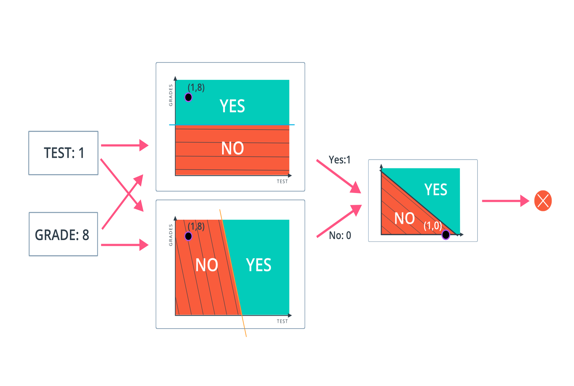 TEST: 1
GRADE: 8
GRADES
(1,8)
YES
NO
TEST
GRADES
(1,8)
NO
YES
TEST
Yes:1
No: 0
YES
NO
(1,0)